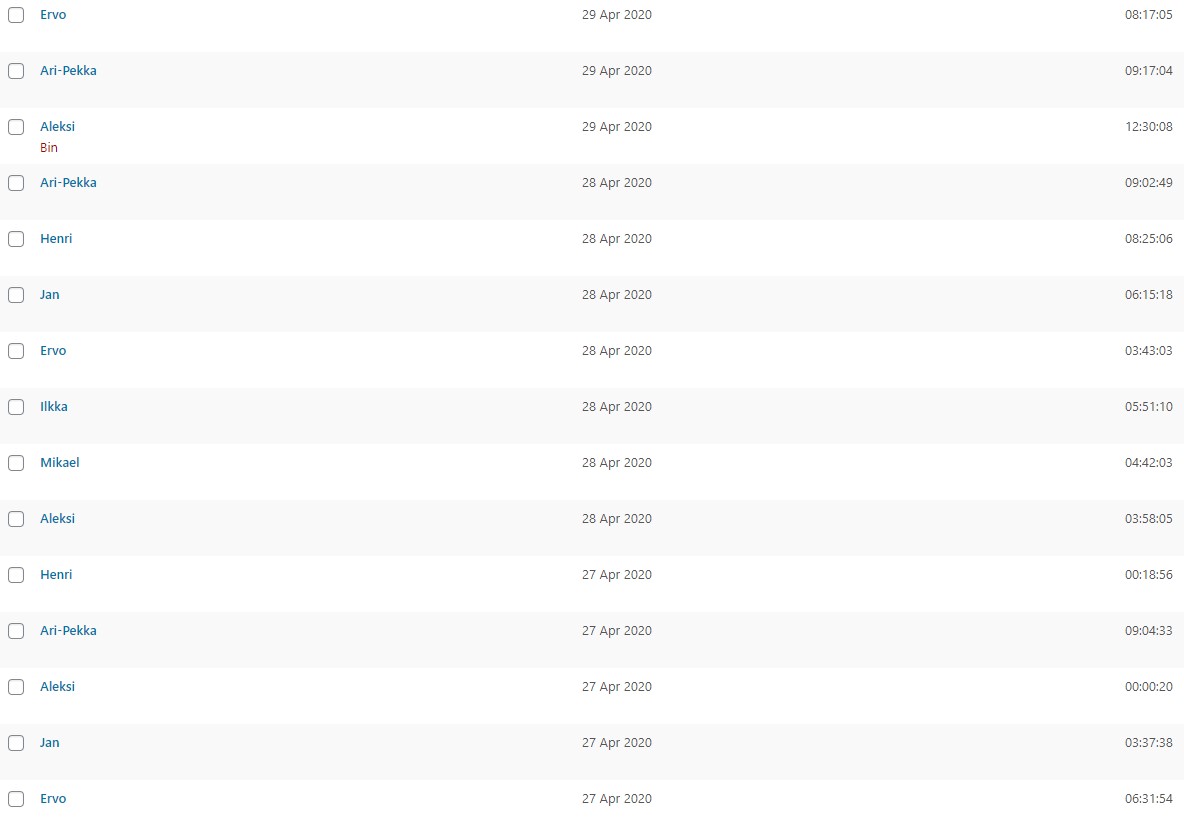 Ervo 29 Apr 2020 08:17:05
Ari-Pekka 29 Apr 2020 09:17:04
Aleksi 29 Apr 2020 12:30:08
Bin
Ari-Pekka 28 Apr 2020 09:02:49
Henri 28 Apr 2020 08:25:06
Jan 28 Apr 2020 06:15:18
Ervo 28 Apr 2020 03:43:03
Ilkka 28 Apr 2020 05:51:10
Mikael 28 Apr 2020 04:42:03
Aleksi 28 Apr 2020 03:58:05
Henri 27 Apr 2020 00:18:56
Ari-Pekka 27 Apr 2020 09:04:33
Aleksi 27 Apr 2020 00:00:20
Jan 27 Apr 2020 03:37:38
Ervo 27 Apr 2020 06:31:54